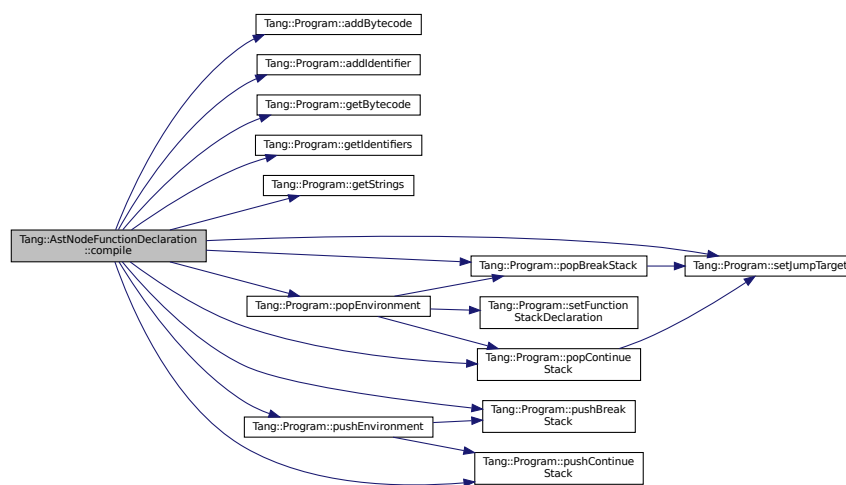 Tang::Program::addBytecode
Tang::Program::addIdentifier
Tang::Program::getBytecode
Tang::Program::getIdentifiers
Tang::Program::getStrings
Tang::AstNodeFunctionDeclaration
::compile
Tang::Program::popBreakStack
Tang::Program::setJumpTarget
Tang::Program::popEnvironment
Tang::Program::setFunction
StackDeclaration
Tang::Program::popContinue
Stack
Tang::Program::pushBreak
Stack
Tang::Program::pushEnvironment
Tang::Program::pushContinue
Stack